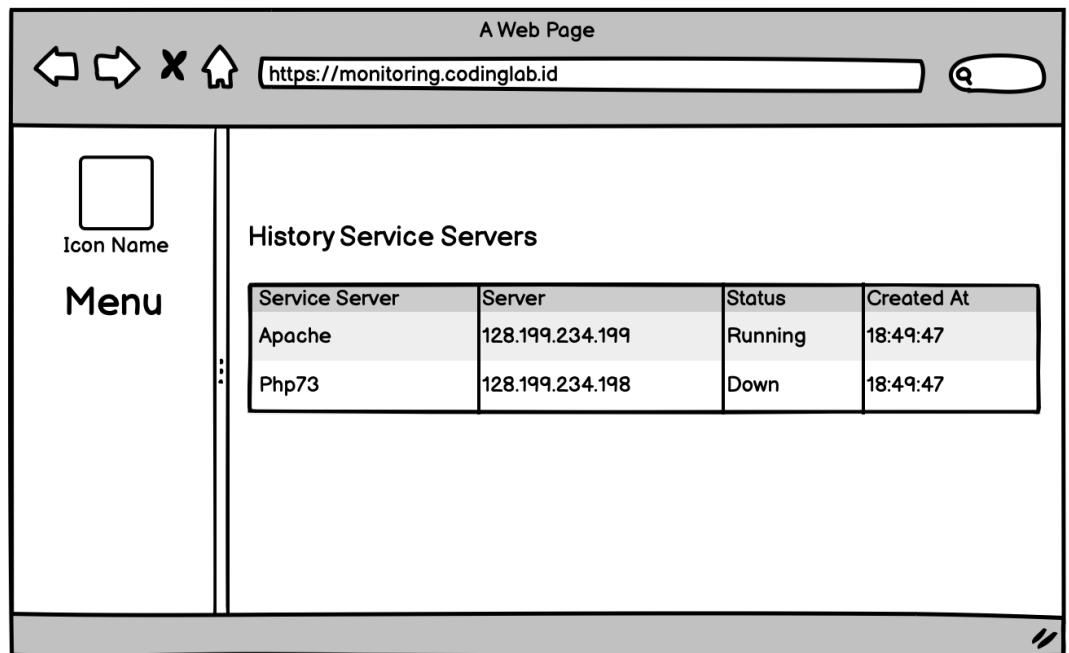 A Web Page
https://monitoring.codinglab.id
Icon Name
Menu
History Service Servers
Service Server Server Status Created At
Apache 128.199.234.199 Running 18:49:47
Php73 128.199.234.198 Down 18:49:47